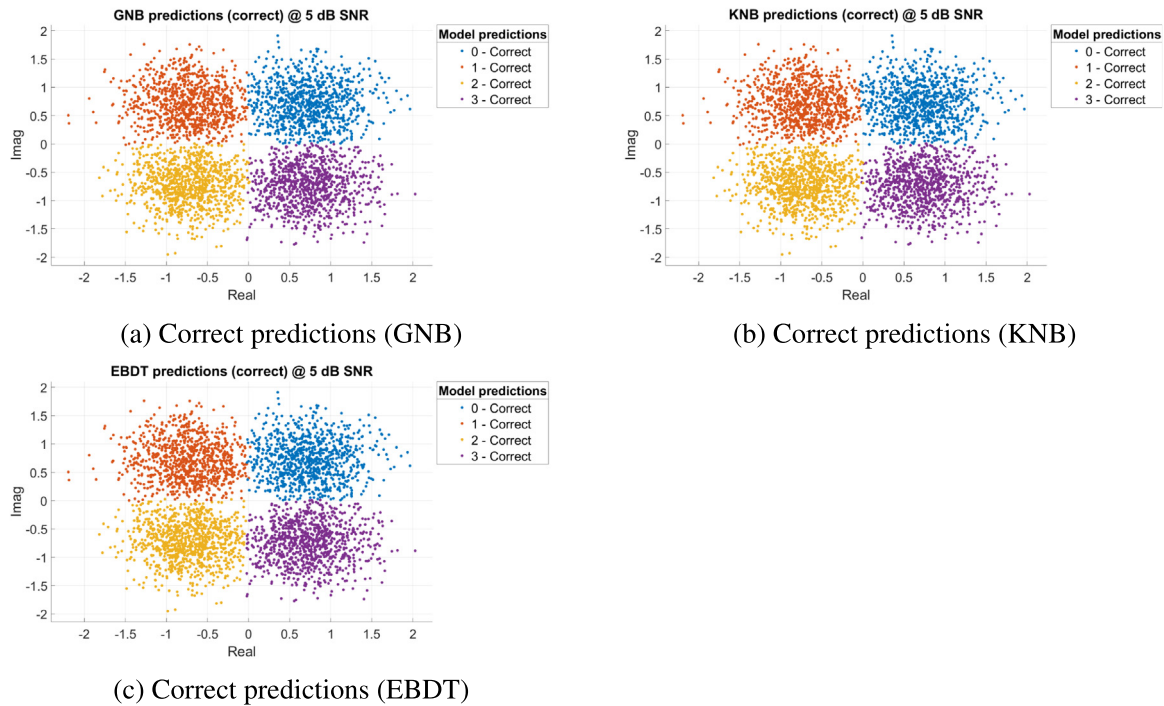 GNB predictions (correct) @ 5 dB SNR
Model predictions
0 - Correct
1 - Correct
2 - Correct
3 - Correct
2
1.5
1
0.5
0
-0.5
-1
-1.5
-2
Imag
-2 -1.5 -1 -0.5 0 0.5 1 1.5 2
Real
(a) Correct predictions (GNB)
KNB predictions (correct) @ 5 dB SNR
Model predictions
0 - Correct
1 - Correct
2 - Correct
3 - Correct
2
1.5
1
0.5
0
-0.5
-1
-1.5
-2
Imag
-2 -1.5 -1 -0.5 0 0.5 1 1.5 2
Real
(b) Correct predictions (KNB)
EBDT predictions (correct) @ 5 dB SNR
Model predictions
0 - Correct
1 - Correct
2 - Correct
3 - Correct
2
1.5
1
0.5
0
-0.5
-1
-1.5
-2
Imag
-2 -1.5 -1 -0.5 0 0.5 1 1.5 2
Real
(c) Correct predictions (EBDT)